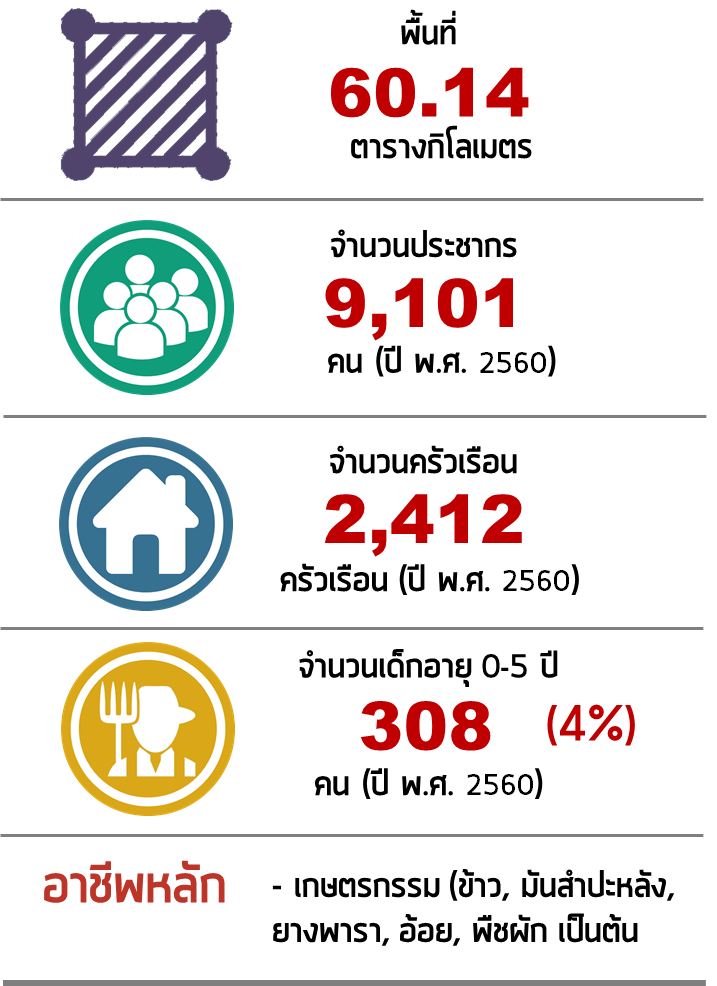 พื้นที่
60.14
ตารางกิโลเมตร
จำนวนประชากร
9,101
คน (ปี พ.ศ. 2560)
จำนวนครัวเรือน
2,412
ครัวเรือน (ปี พ.ศ. 2560)
จำนวนเด็กอายุ 0-5 ปี
308 (4%)
คน (ปี พ.ศ. 2560)
อาชีพหลัก - เกษตรกรรม (ข้าว, มันสำปะหลัง,
ยางพารา, อ้อย, พืชผัก เป็นต้น